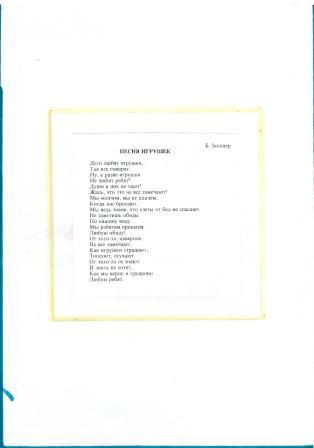 Б. Заходер
ПЕСНЯ ИГРУШЕК
Дети любят игрушки,
Так все говорят.
Ну, а разве игрушки
Не любят ребят?
Души в них не чают!
Жаль, что это не все замечают!
Мы молчим, мы не плачем,
Когда нас бросают.
Мы ведь знаем, что слезы от бед не спасают.
Не заметишь обиды
По нашему виду.
Мы ребятам прощаем
Любую обиду!
От того-то, наверное,
Не все замечают,
Как игрушки страдают,
Тоскуют, скучают.
От того-то не знают
И знать не хотят,
Как мы верно и преданно
Любим ребят.